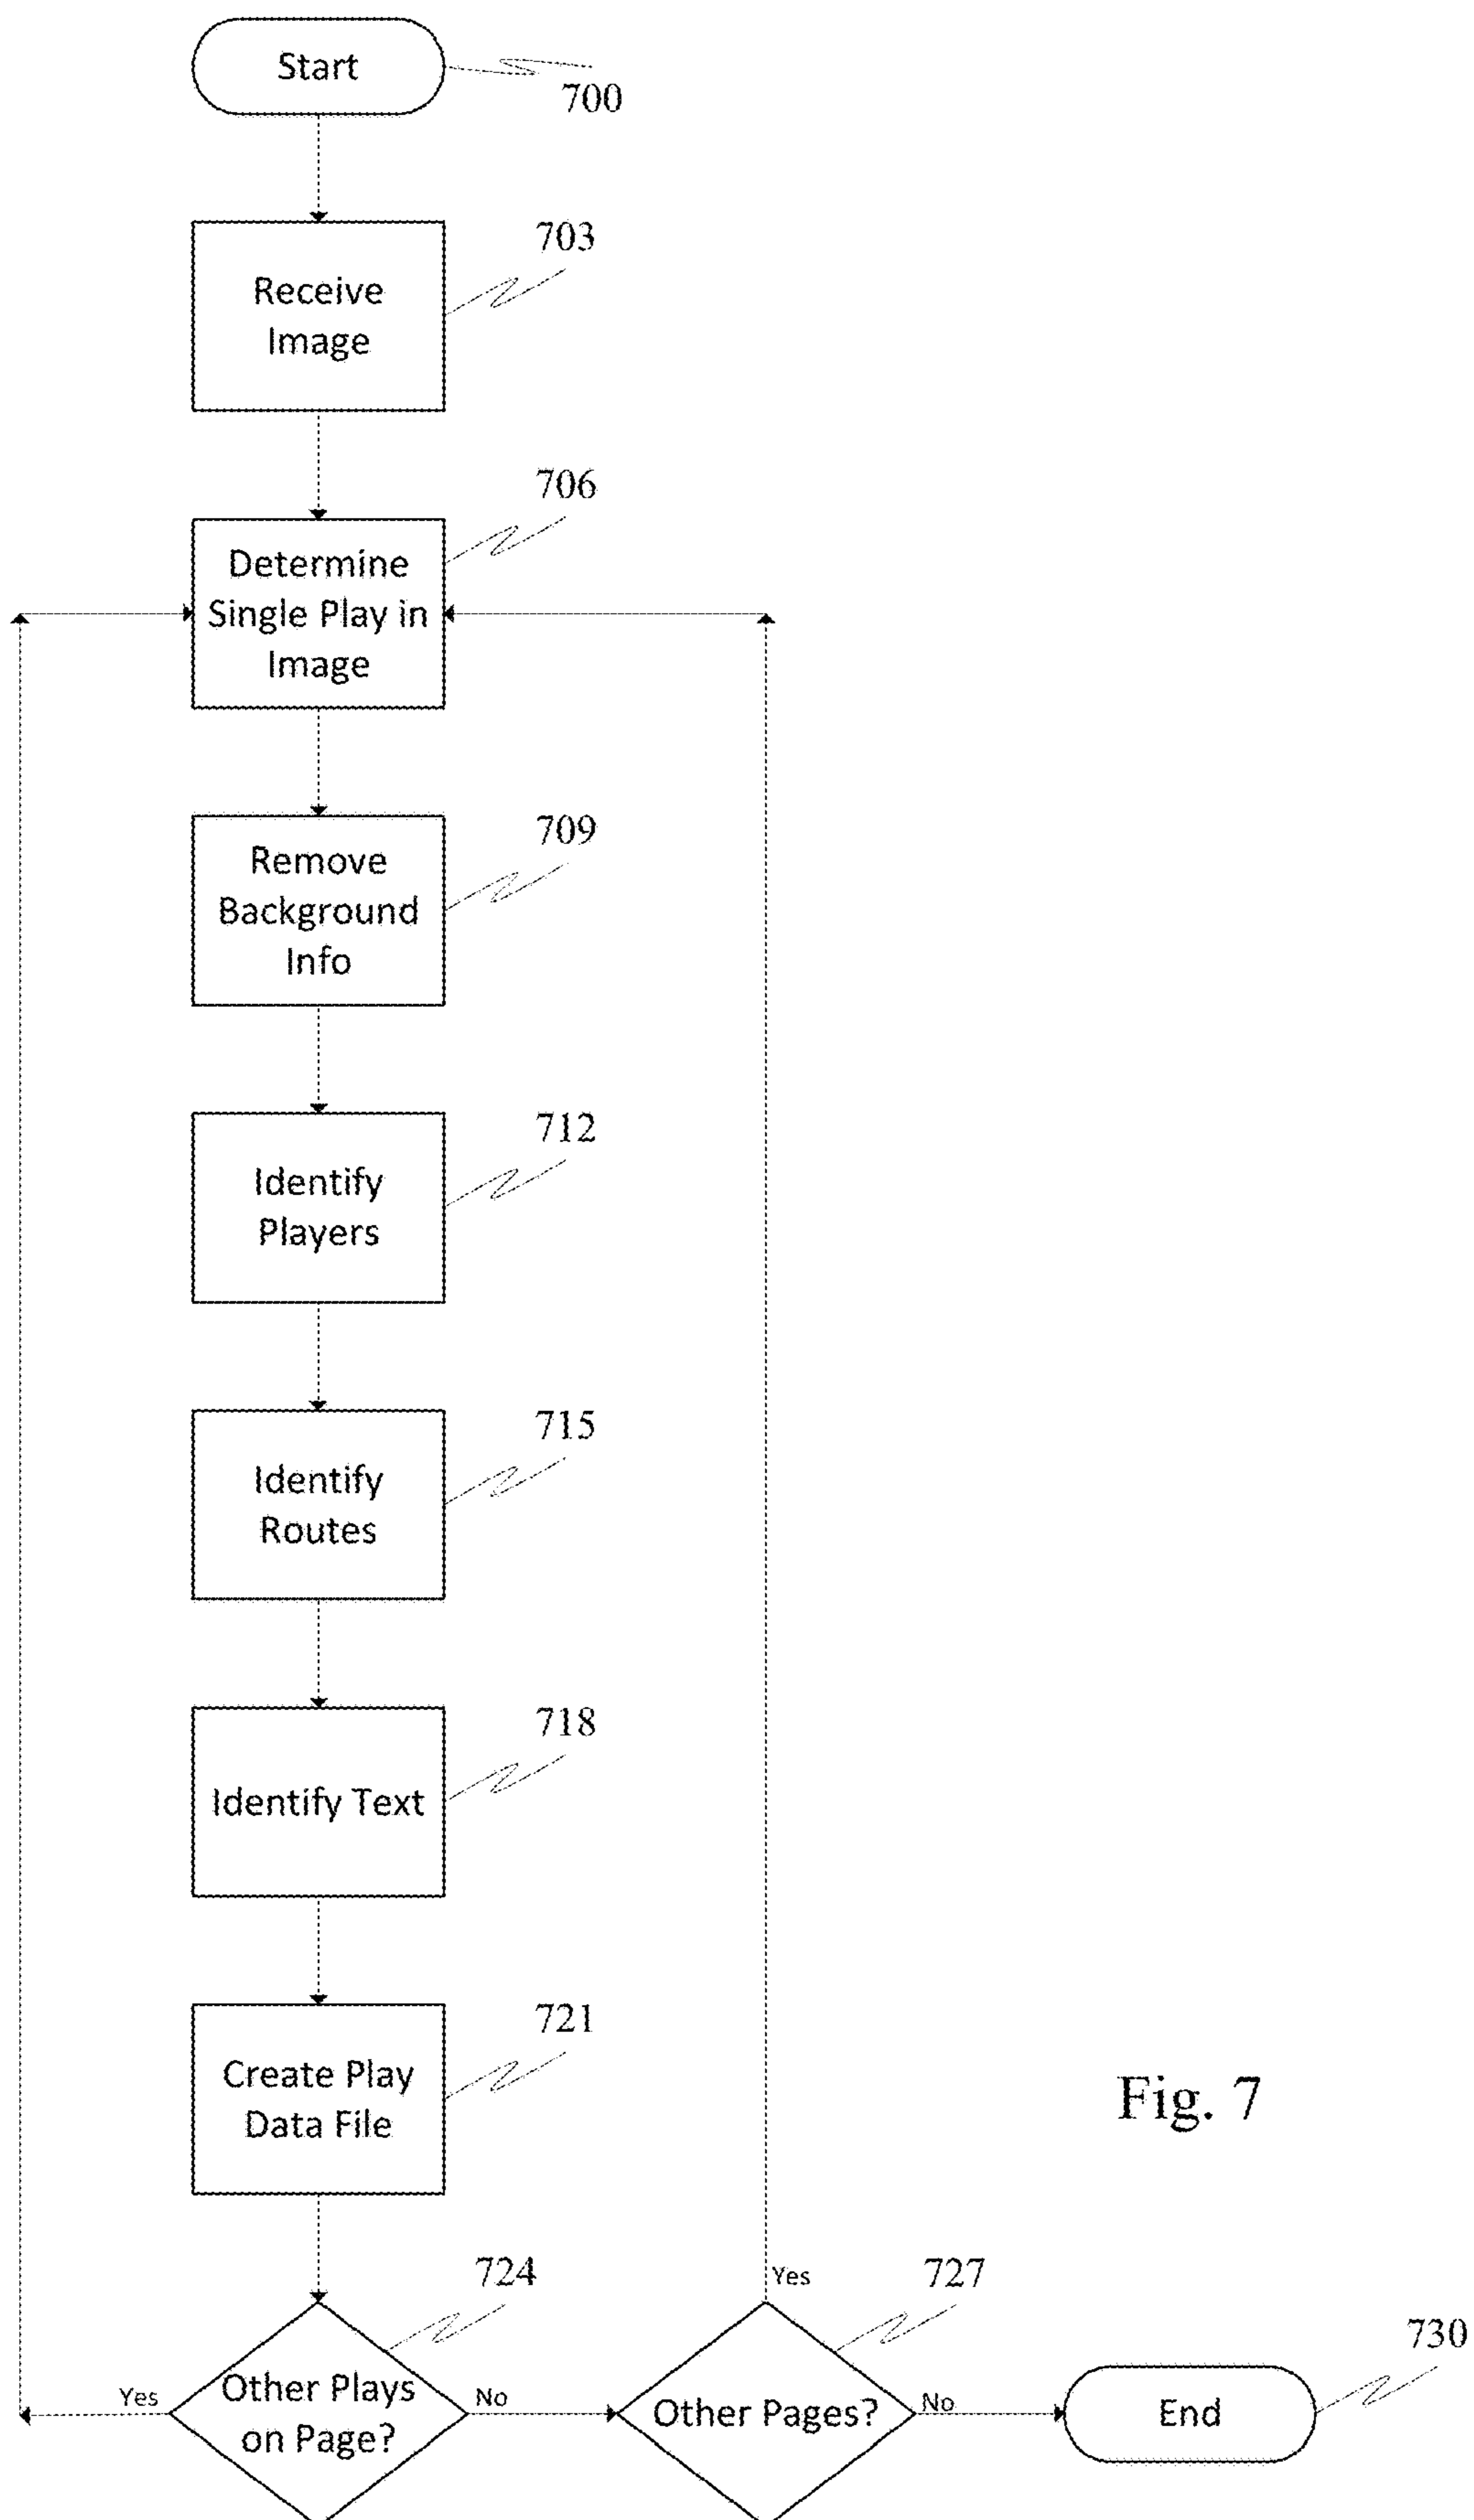 Start
700
703
Receive
Image
706
Determine
Single Play in
Image
709
Remove
Background
Info
712
Identify
Players
715
Identify
Routes
718
Identify Text
721
Create Play
Data File
Fig. 7
724
Yes
727
730
Other Plays
on Page?
Yes
No
Other Pages?
No
End